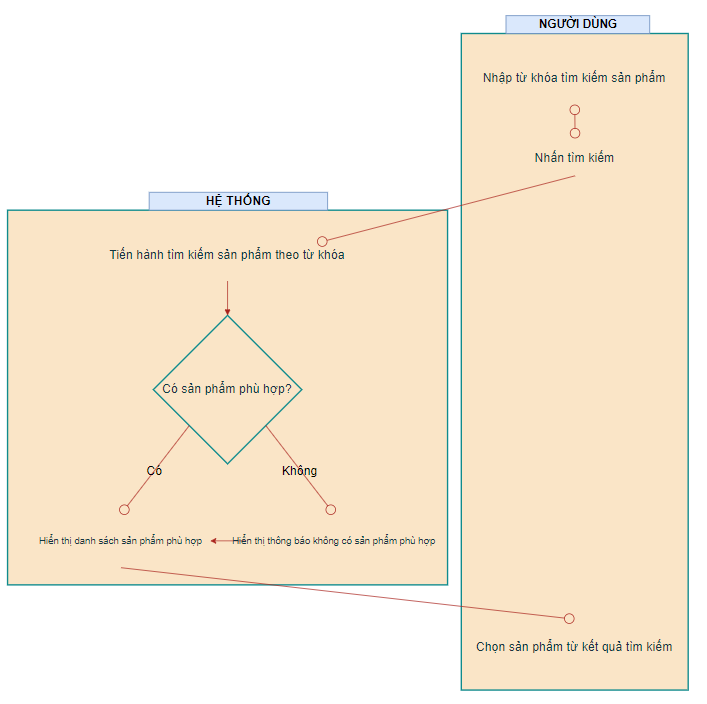 NGƯỜI DÙNG
Nhập từ khóa tìm kiếm sản phẩm
Nhấn tìm kiếm
HỆ THỐNG
Tiến hành tìm kiếm sản phẩm theo từ khóa
Có sản phẩm phù hợp?
Có
Không
Hiển thị danh sách sản phẩm phù hợp
Hiển thị thông báo không có sản phẩm phù hợp
Chọn sản phẩm từ kết quả tìm kiếm